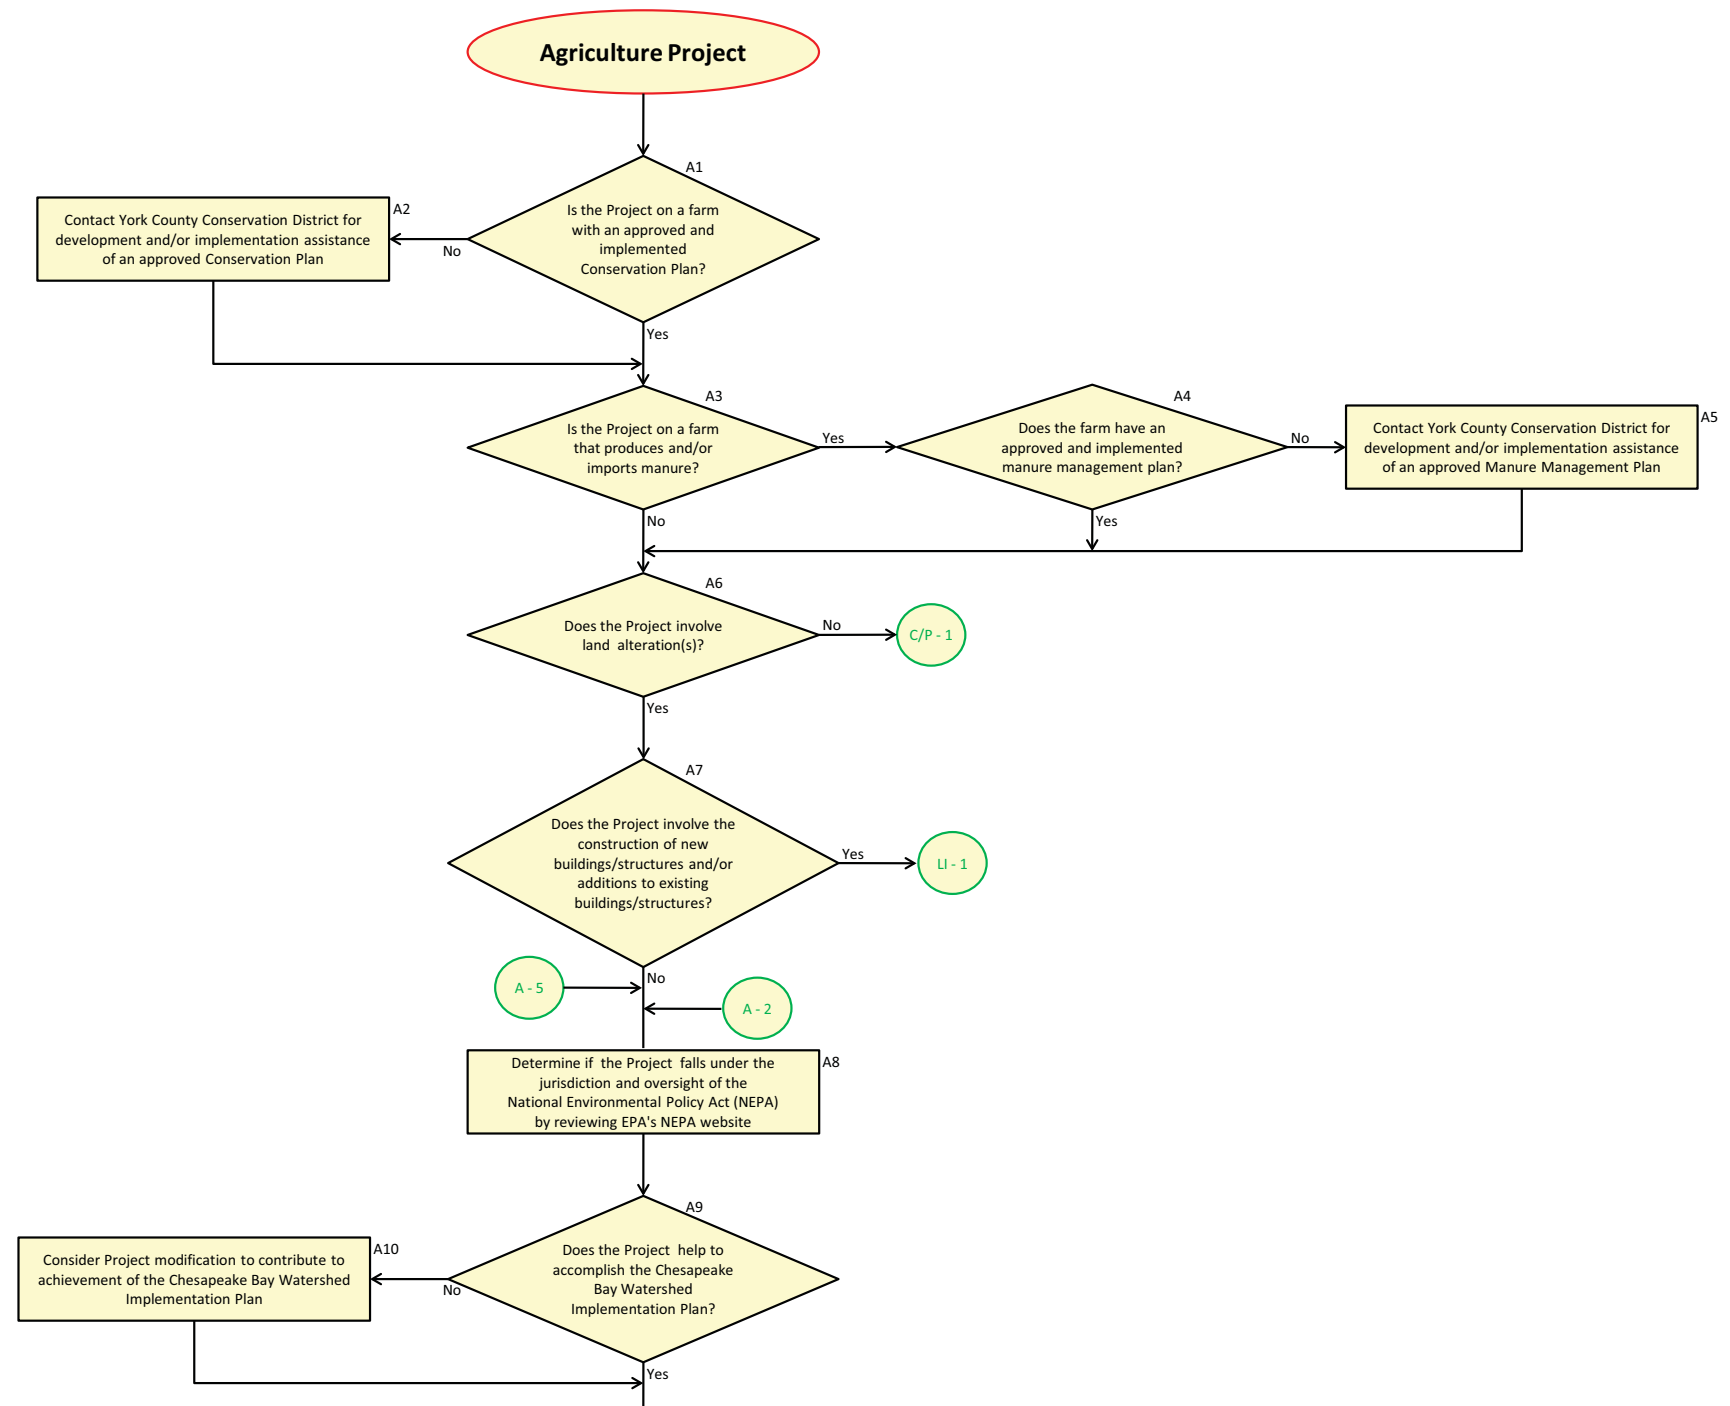 Agriculture Project
A1
Is the Project on a farm
with an approved and
implemented
Conservation Plan?
No
Yes
A2
Contact York County Conservation District for
development and/or implementation assistance
of an approved Conservation Plan
A3
Is the Project on a farm
that produces and/or
imports manure?
Yes
No
A4
Does the farm have an
approved and implemented
manure management plan?
No
Yes
A5
Contact York County Conservation District for
development and/or implementation assistance
of an approved Manure Management Plan
A6
Does the Project involve
land alteration(s)?
No
C/P - 1
Yes
A7
Does the Project involve the
construction of new
buildings/structures and/or
additions to existing
buildings/structures?
Yes
LI - 1
No
A - 5
A - 2
A8
Determine if the Project falls under the
jurisdiction and oversight of the
National Environmental Policy Act (NEPA)
by reviewing EPA's NEPA website
A9
Does the Project help to
accomplish the Chesapeake
Bay Watershed
Implementation Plan?
No
A10
Consider Project modification to contribute to
achievement of the Chesapeake Bay Watershed
Implementation Plan
Yes